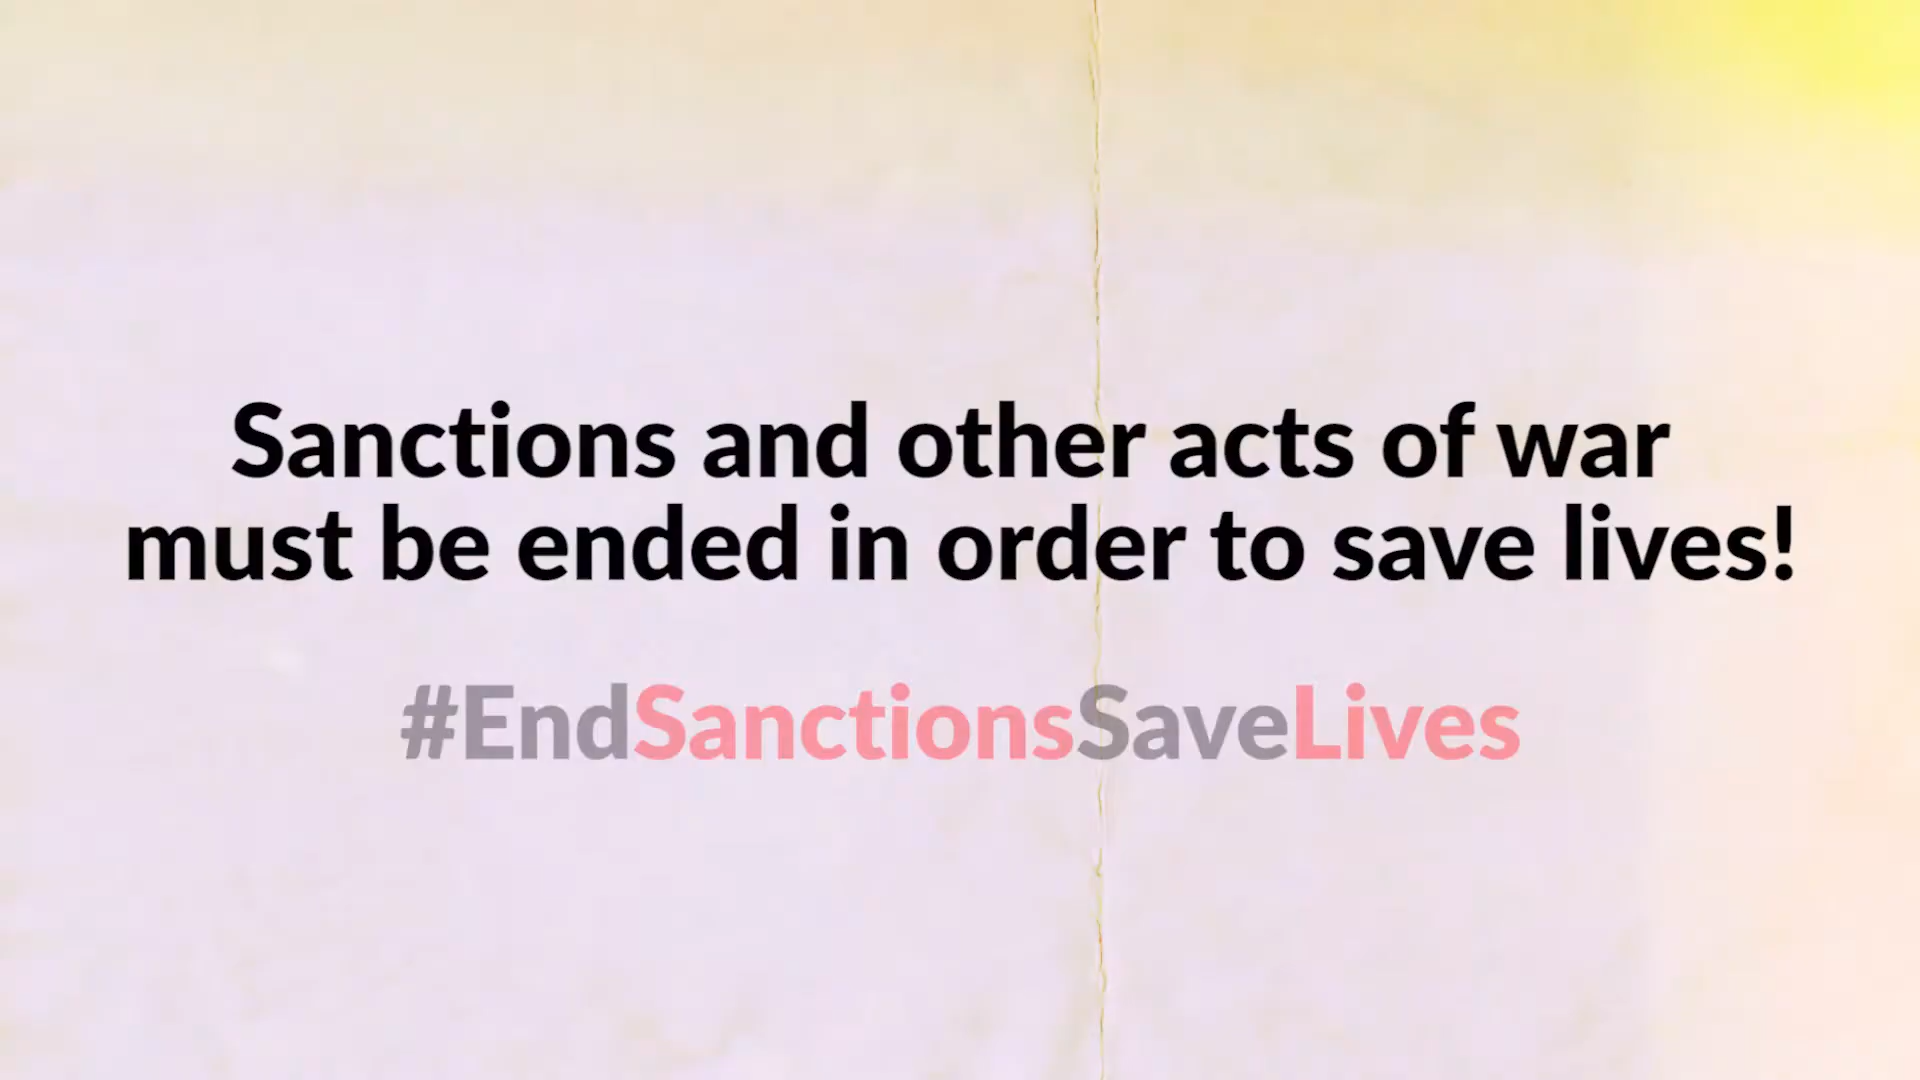 Sanctions and other acts of war
must be ended in order to save lives!
#EndSanctionsSaveLives